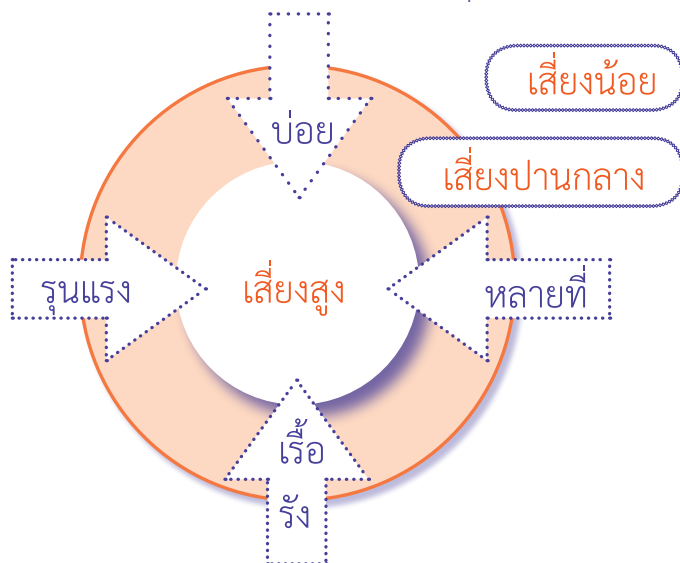 เสี่ยงน้อย
บ่อย
เสี่ยงปานกลาง
รุนแรง
เสี่ยงสูง
หลายที่
เรื้อ
รัง